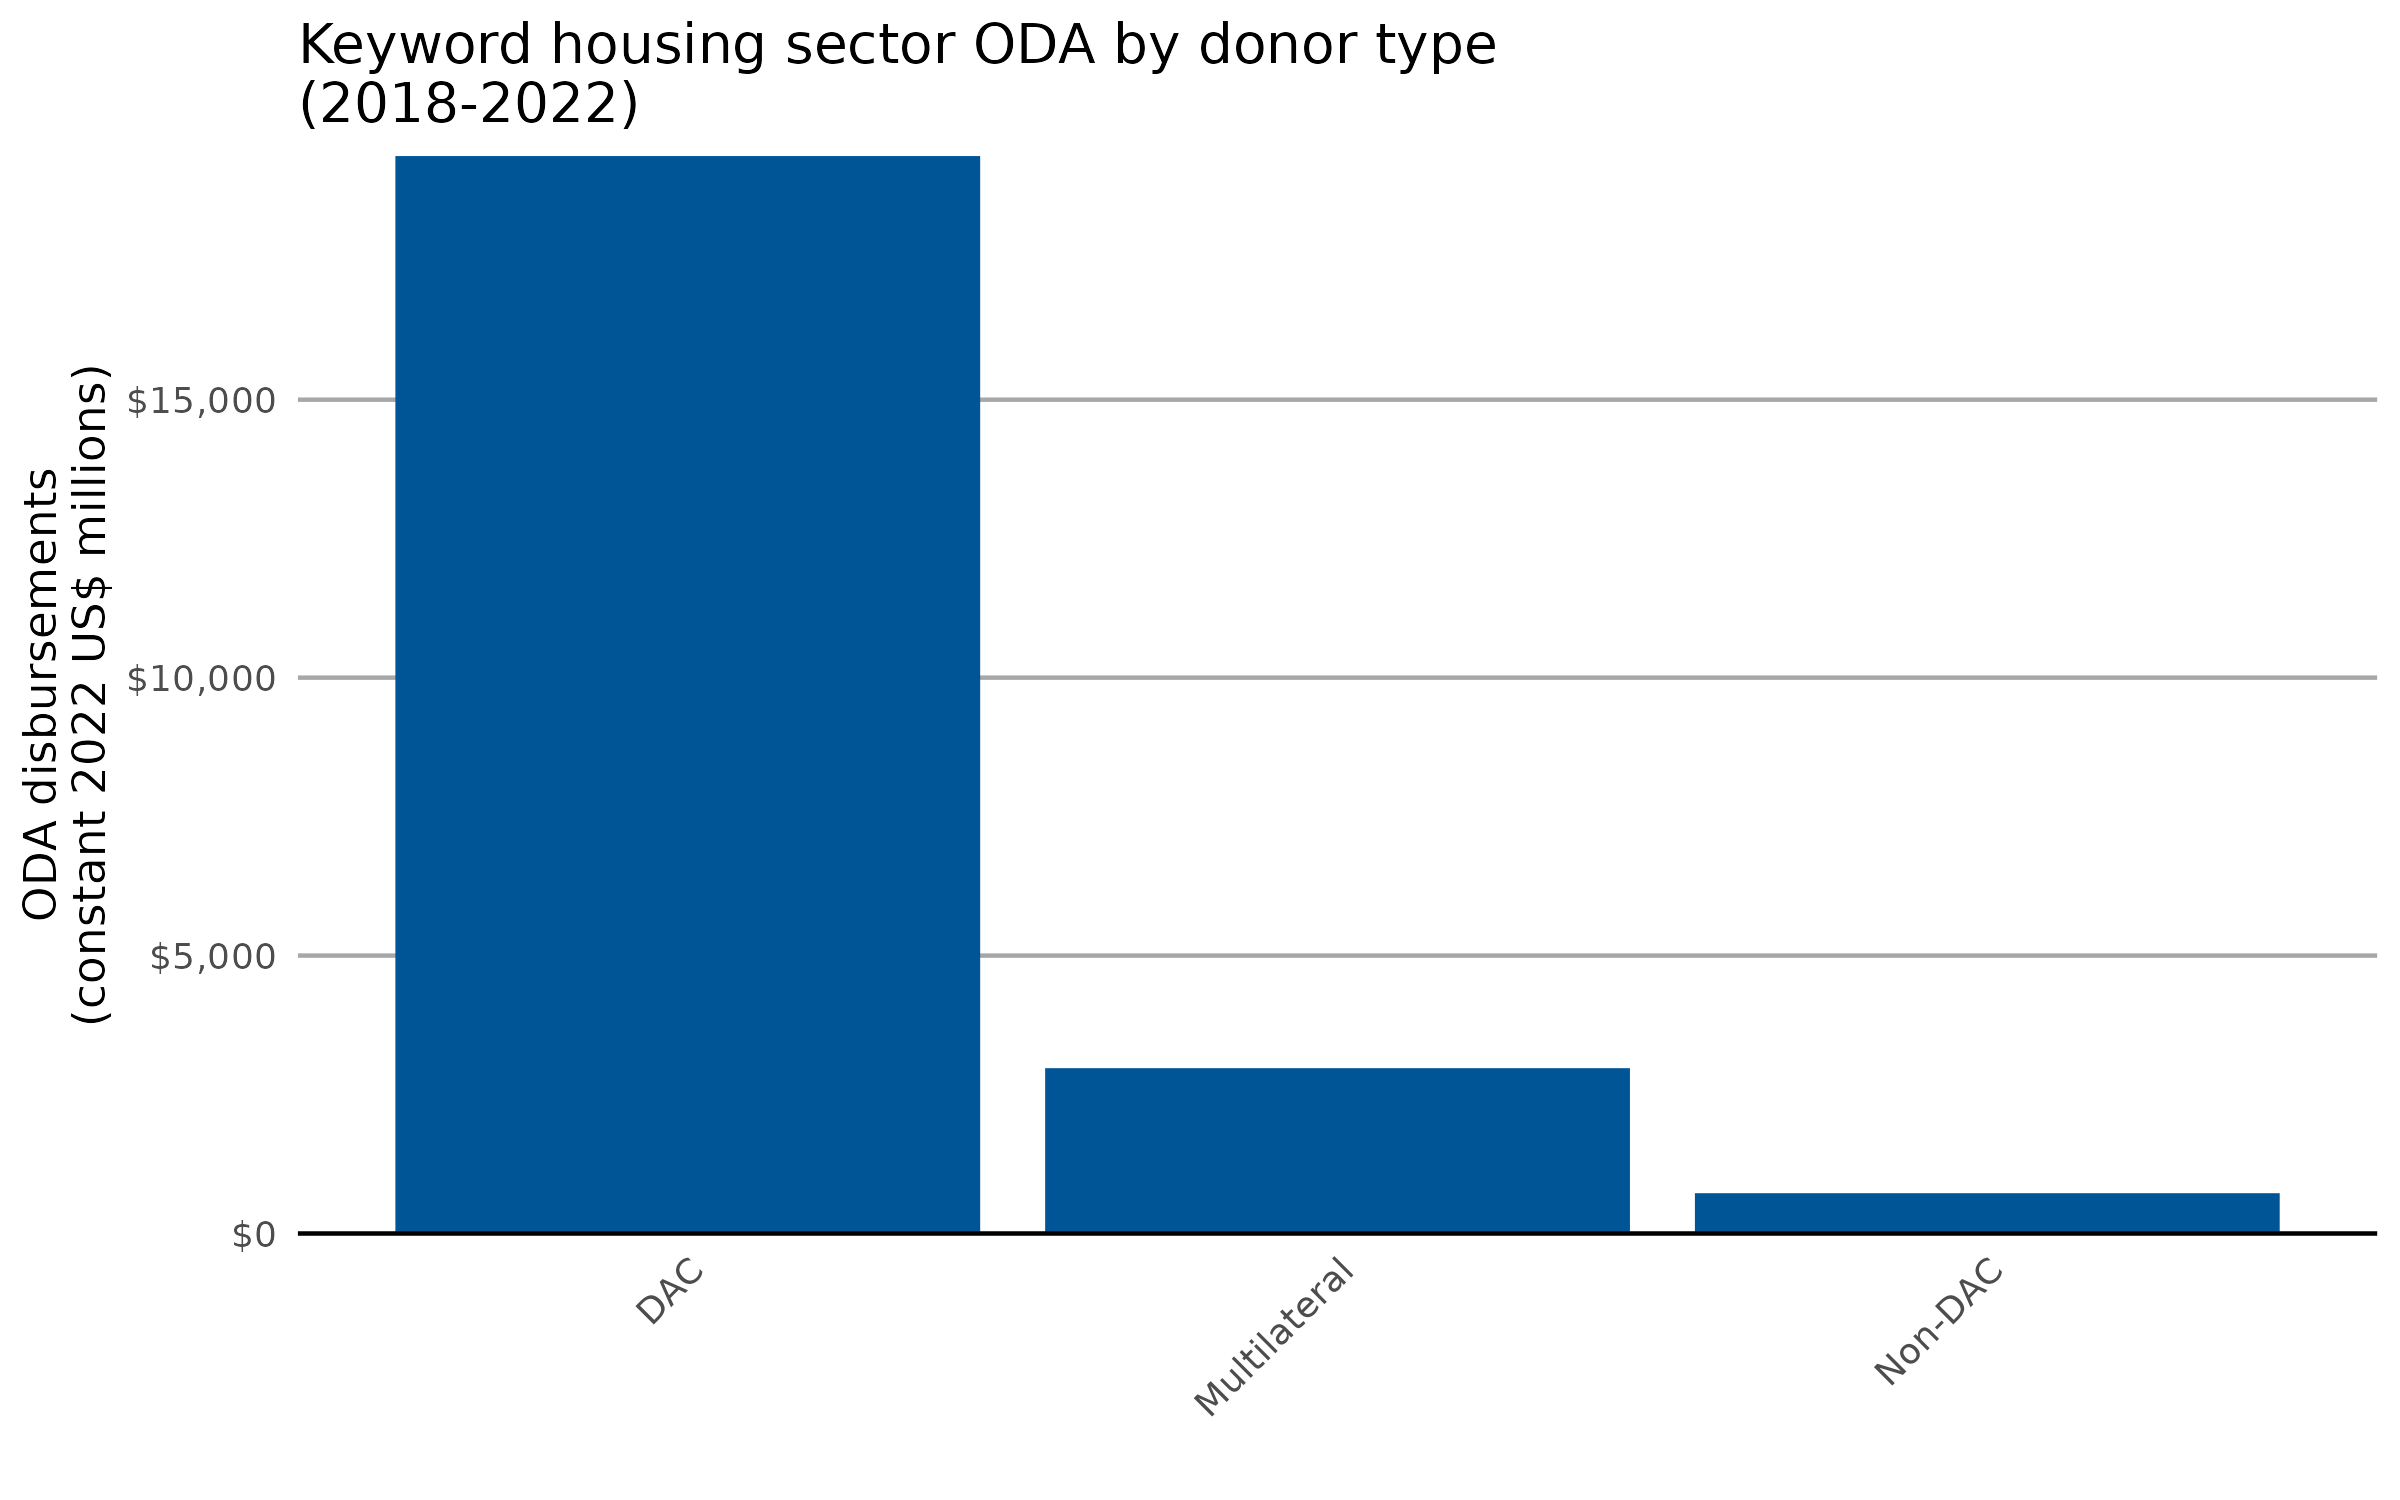 Keyword housing sector ODA by donor type
(2018-2022)
ODA disbursements
(constant 2022 US$ millions)
$15,000
$10,000
$5,000
$0
DAC
Multilateral
Non-DAC